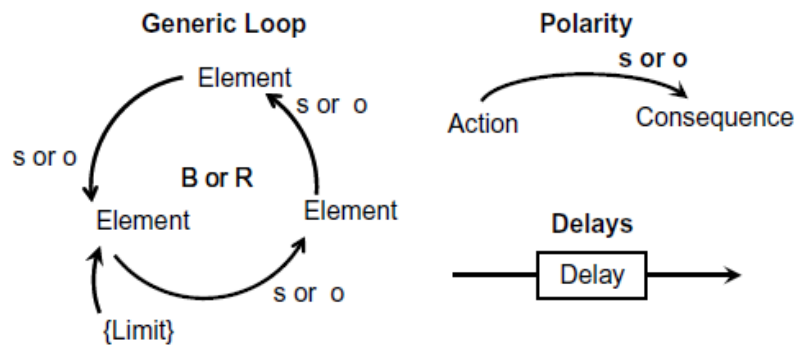 Generic Loop
Element
s or o
s or o
B or R
Element
Element
s or o
{Limit}
Polarity
s or o
Action
Consequence
Delays
Delay